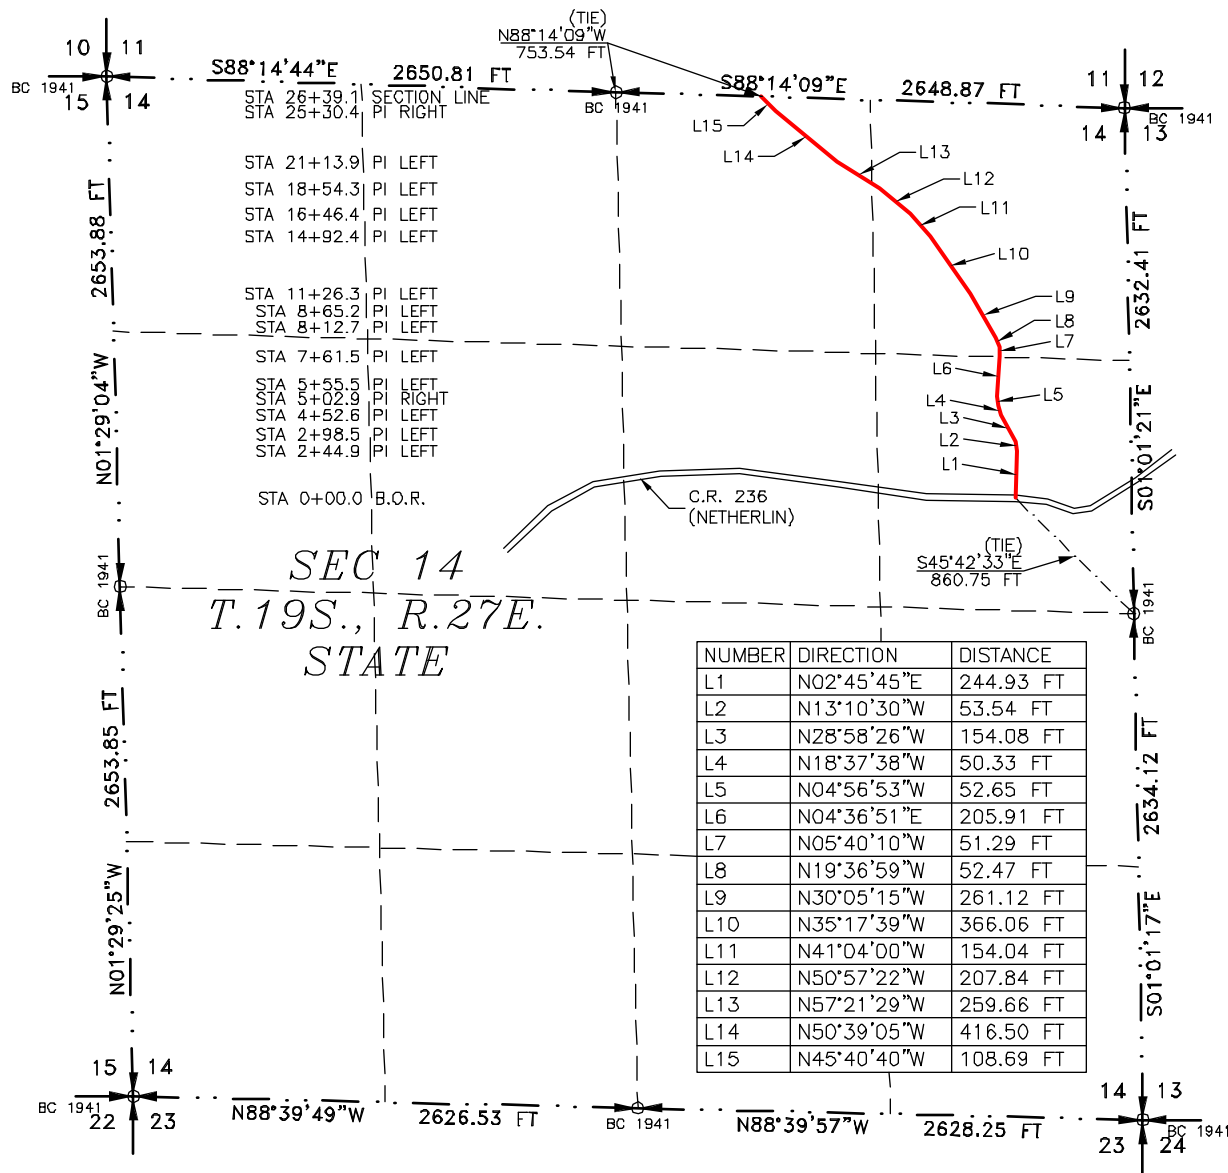 (TIE)
N88°14'09"W
753.54 FT
10
11
BC 1941
15
14
S88°14'44"E
2650.81 FT
BC 1941
S88°14'09"E
2648.87 FT
11
12
BC 1941
14
13
STA 26+39.1 SECTION LINE
STA 25+30.4 PI RIGHT
STA 21+13.9 PI LEFT
STA 18+54.3 PI LEFT
STA 16+46.4 PI LEFT
STA 14+92.4 PI LEFT
STA 11+26.3 PI LEFT
STA 8+65.2 PI LEFT
STA 8+12.7 PI LEFT
STA 7+61.5 PI LEFT
STA 5+55.5 PI LEFT
STA 5+02.9 PI RIGHT
STA 4+52.6 PI LEFT
STA 2+98.5 PI LEFT
STA 2+44.9 PI LEFT
STA 0+00.0 B.O.R.
L15
L14
L13
L12
L11
L10
L9
L8
L7
L6
L5
L4
L3
L2
L1
2653.88 FT
N01°29'04"W
2632.41 FT
S01°01'21"E
C.R. 236
(NETHERLIN)
(TIE)
S45°42'33"E
860.75 FT
BC 1941
BC 1941
SEC 14
T.19S., R.27E.
STATE
NUMBER DIRECTION DISTANCE
L1 N02°45'45"E 244.93 FT
L2 N13°10'30"W 53.54 FT
L3 N28°58'26"W 154.08 FT
L4 N18°37'38"W 50.33 FT
L5 N04°56'53"W 52.65 FT
L6 N04°36'51"E 205.91 FT
L7 N05°40'10"W 51.29 FT
L8 N19°36'59"W 52.47 FT
L9 N30°05'15"W 261.12 FT
L10 N35°17'39"W 366.06 FT
L11 N41°04'00"W 154.04 FT
L12 N50°57'22"W 207.84 FT
L13 N57°21'29"W 259.66 FT
L14 N50°39'05"W 416.50 FT
L15 N45°40'40"W 108.69 FT
2653.85 FT
N01°29'25"W
2634.12 FT
S01°01'17"E
15
14
BC 1941
22
23
N88°39'49"W
2626.53 FT
BC 1941
N88°39'57"W
2628.25 FT
14
13
BC 1941
23
24